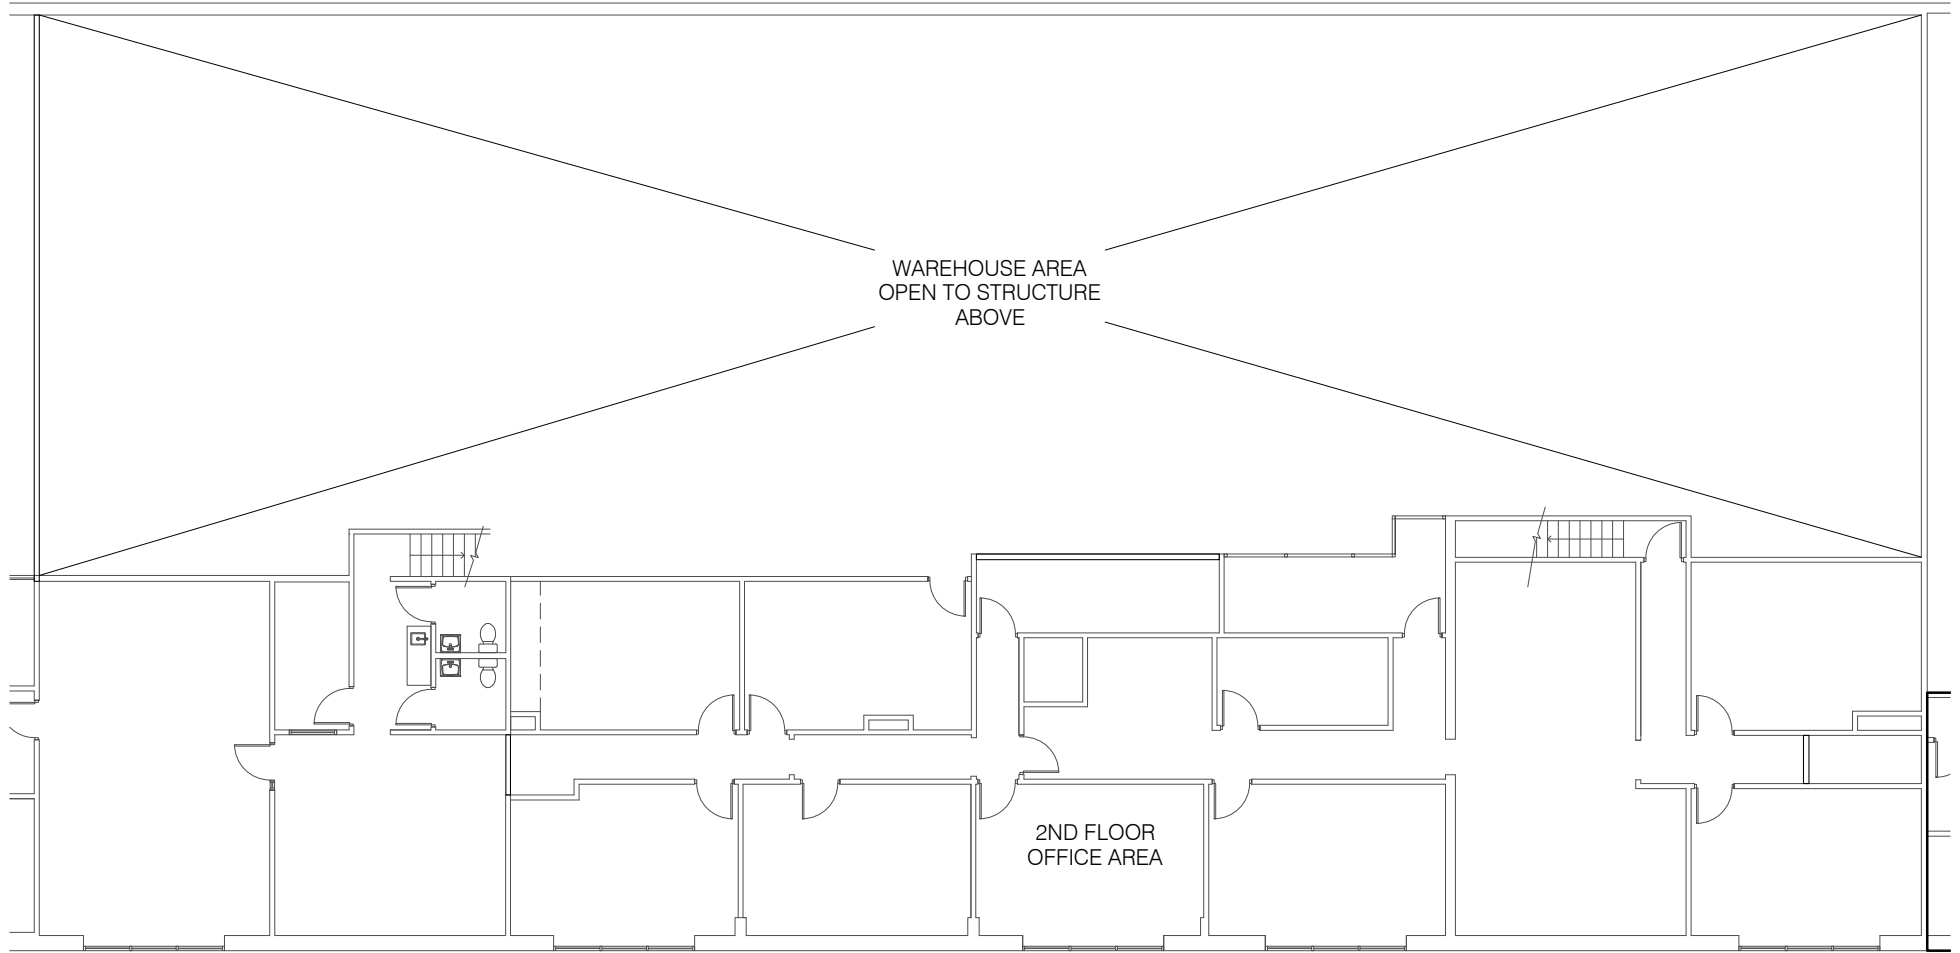 WAREHOUSE AREA
OPEN TO STRUCTURE
ABOVE
2ND FLOOR
OFFICE AREA